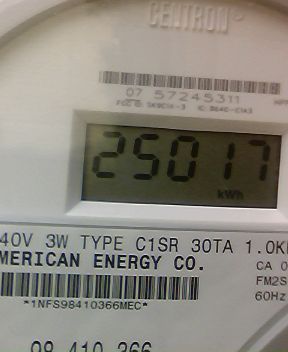 CENTRON
07 57245311
25017
kWh
40V 3W TYPE C1SR 30TA 1.0K
MERICAN ENERGY CO.
CA 0
FM2S
60Hz
*1NFS98410366MEC*
98 410 366